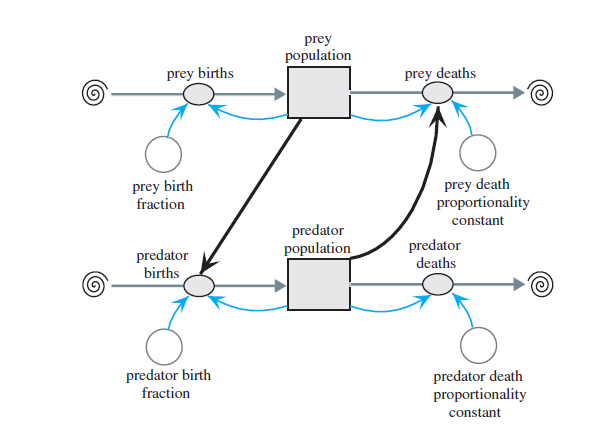 prey
population
prey births
prey deaths
prey birth
fraction
prey death
proportionality
constant
predator
population
predator
births
predator
deaths
predator birth
fraction
predator death
proportionality
constant